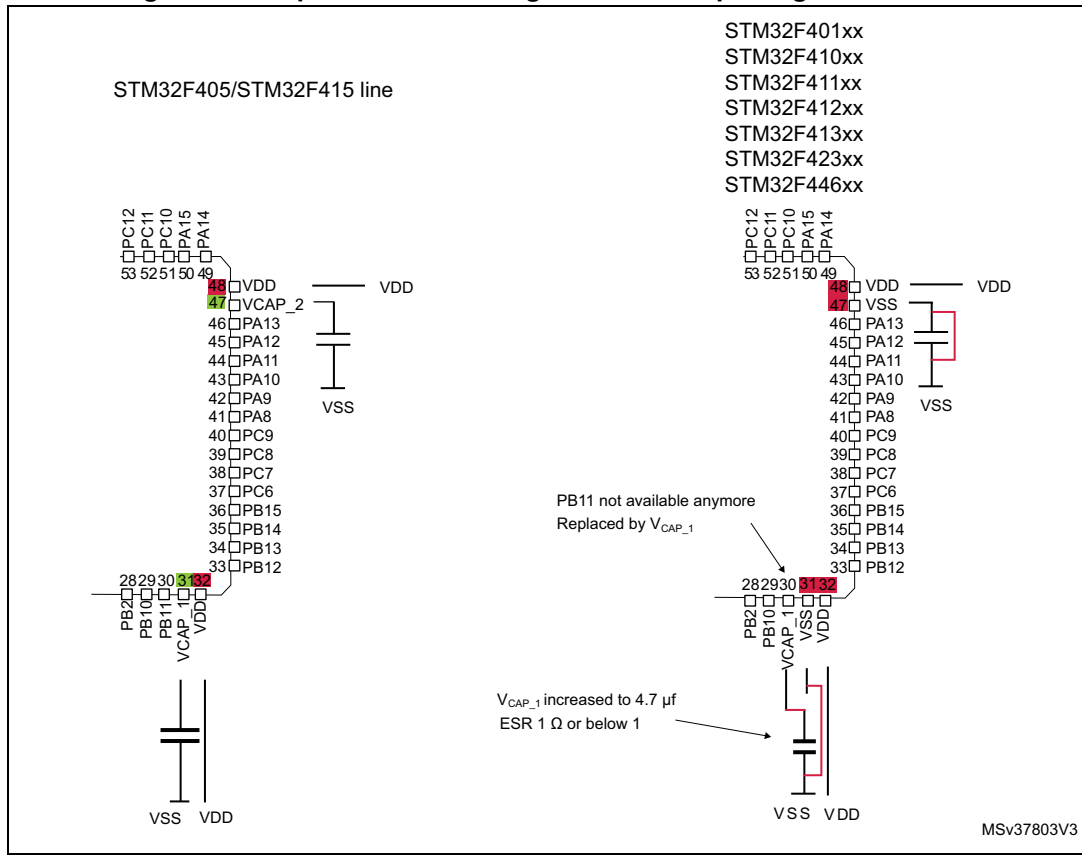 STM32F405/STM32F415 line
PC12
PC11
PC10
PA15
PA14
53 52 51 50 49
48 VDD
VDD
47 VCAP_2
46 PA13
45 PA12
44 PA11
43 PA10
42 PA9
41 PA8
40 PC9
39 PC8
38 PC7
37 PC6
36 PB15
35 PB14
34 PB13
33 PB12
VSS
28 29 30 31 32
PB2
PB10
PB11
VCAP_1
VDD
VSS VDD
STM32F401xx
STM32F410xx
STM32F411xx
STM32F412xx
STM32F413xx
STM32F423xx
STM32F446xx
PC12
PC11
PC10
PA15
PA14
53 52 51 50 49
48 VDD
VDD
47 VSS
46 PA13
45 PA12
44 PA11
43 PA10
42 PA9
41 PA8
40 PC9
39 PC8
38 PC7
37 PC6
36 PB15
35 PB14
34 PB13
33 PB12
VSS
PB11 not available anymore
Replaced by VCAP_1
28 29 30 31 32
PB2
PB10
VCAP_1
VSS
VDD
VCAP_1 increased to 4.7 µf
ESR 1 Ω or below 1
VSS VDD
MSv37803V3